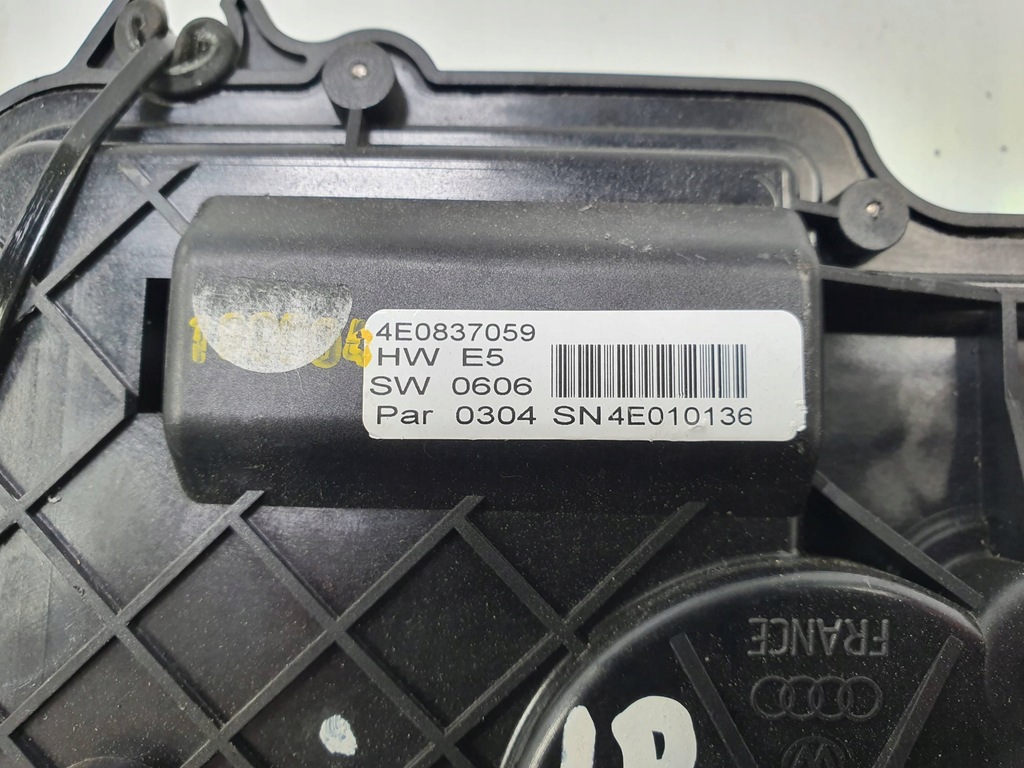 4E0837059
HW E5
SW 0606
Par 0304 SN4E010136
FRANCE